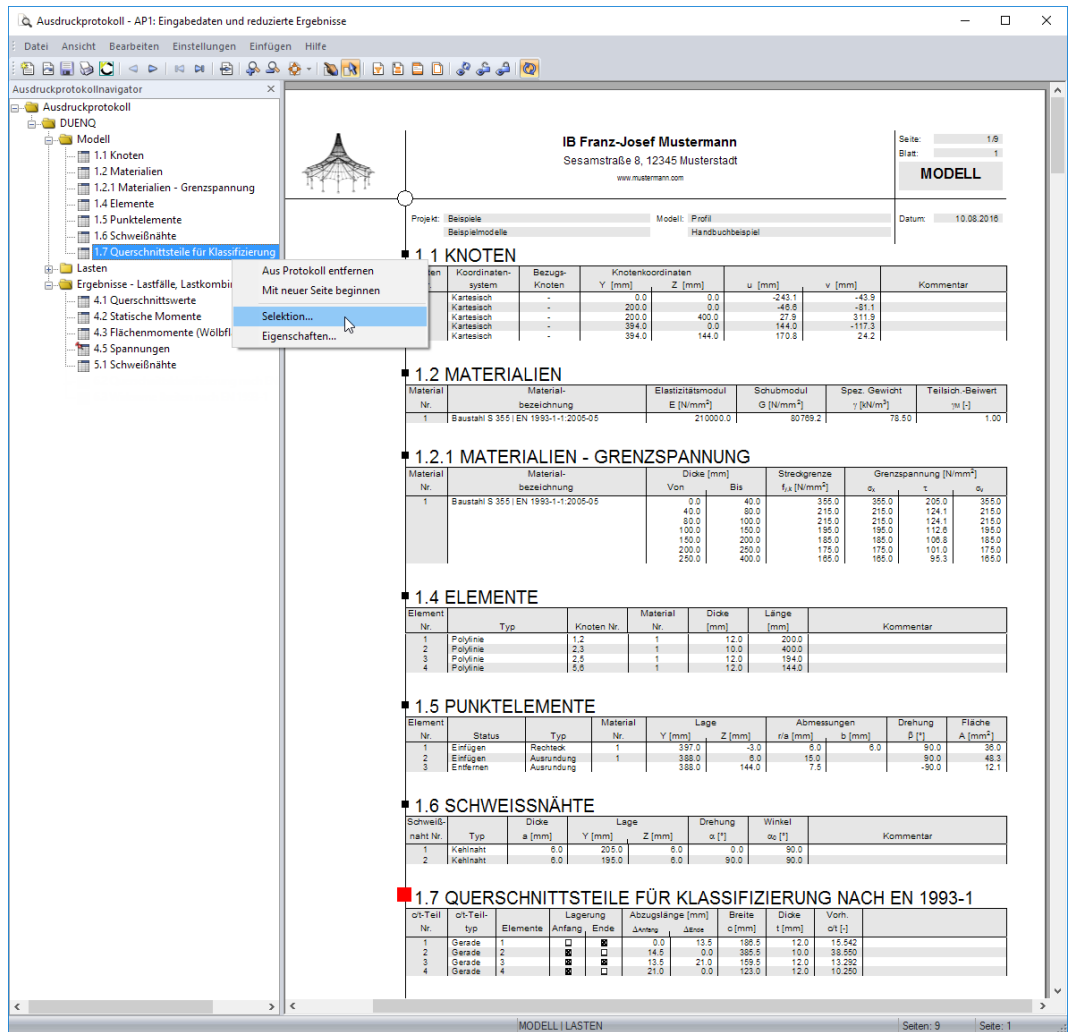 Ausdruckprotokoll - AP1: Eingabedaten und reduzierte Ergebnisse
Datei Ansicht Bearbeiten Einstellungen Einfügen Hilfe
Ausdruckprotokollnavigator
Ausdruckprotokoll
DUENQ
Modell
1.1 Knoten
1.2 Materialien
1.2.1 Materialien - Grenzspannung
1.4 Elemente
1.5 Punktelemente
1.6 Schweißnähte
1.7 Querschnittsteile für Klassifizierung
Lasten
Ergebnisse - Lastfälle, Lastkombi
4.1 Querschnittswerte
4.2 Statische Momente
4.3 Flächenmomente (Wölbfl
4.5 Spannungen
5.1 Schweißnähte
Aus Protokoll entfernen
Mit neuer Seite beginnen
Selektion...
Eigenschaften...
IB Franz-Josef Mustermann
Sesamstraße 8, 12345 Musterstadt
www.mustermann.com
Seite: 1/9
Blatt: 1
MODELL
Projekt: Beispiele Modell: Profil Datum: 10.08.2016
Beispielmodelle Handbuchbeispiel
1.1 KNOTEN
Koordinaten- Bezugs- Knotenkoordinaten
system Knoten Y [mm] Z [mm] u [mm] v [mm] Kommentar
Kartesisch - 0.0 0.0 -243.1 -43.9
Kartesisch - 200.0 0.0 -46.6 -81.1
Kartesisch - 200.0 400.0 27.9 311.9
Kartesisch - 394.0 0.0 144.0 -117.3
Kartesisch - 394.0 144.0 170.8 24.2
1.2 MATERIALIEN
Material Material- Elastizitätsmodul Schubmodul Spez. Gewicht Teilsich.-Beiwert
Nr. bezeichnung E [N/mm²] G [N/mm²] γ [kN/m³] γM [-]
1 Baustahl S 355 | EN 1993-1-1:2005-05 210000.0 80769.2 78.50 1.00
1.2.1 MATERIALIEN - GRENZSPANNUNG
Material Material- Dicke [mm] Streckgrenze Grenzspannung [N/mm²]
Nr. bezeichnung Von Bis fy,k [N/mm²] σx τ σv
1 Baustahl S 355 | EN 1993-1-1:2005-05 0.0 40.0 355.0 355.0 205.0 355.0
40.0 80.0 215.0 215.0 124.1 215.0
80.0 100.0 215.0 215.0 124.1 215.0
100.0 150.0 195.0 195.0 112.6 195.0
150.0 200.0 185.0 185.0 106.8 185.0
200.0 250.0 175.0 175.0 101.0 175.0
250.0 400.0 165.0 165.0 95.3 165.0
1.4 ELEMENTE
Element Material Dicke Länge
Nr. Typ Knoten Nr. Nr. [mm] [mm] Kommentar
1 Polylinie 1,2 1 12.0 200.0
2 Polylinie 2,3 1 10.0 400.0
3 Polylinie 2,5 1 12.0 194.0
4 Polylinie 5,6 1 12.0 144.0
1.5 PUNKTELEMENTE
Element Material Lage Abmessungen Drehung Fläche
Nr. Status Typ Nr. Y [mm] Z [mm] r/a [mm] b [mm] β [°] A [mm²]
1 Einfügen Rechteck 1 397.0 -3.0 6.0 6.0 90.0 36.0
2 Einfügen Ausrundung 1 388.0 6.0 15.0 90.0 48.3
3 Entfernen Ausrundung 388.0 144.0 7.5 -90.0 12.1
1.6 SCHWEISSNÄHTE
Schweiß- Dicke Lage Drehung Winkel
naht Nr. Typ a [mm] Y [mm] Z [mm] α [°] α0 [°] Kommentar
1 Kehlnaht 6.0 205.0 6.0 0.0 90.0
2 Kehlnaht 6.0 195.0 6.0 90.0 90.0
1.7 QUERSCHNITTSTEILE FÜR KLASSIFIZIERUNG NACH EN 1993-1
c/t-Teil c/t-Teil- Lagerung Abzugslänge [mm] Breite Dicke Vorh.
Nr. typ Elemente Anfang Ende ΔAnfang ΔEnde c [mm] t [mm] c/t [-]
1 Gerade 1 ☐ ☒ 0.0 13.5 186.5 12.0 15.542
2 Gerade 2 ☒ ☐ 14.5 0.0 385.5 10.0 38.550
3 Gerade 3 ☒ ☒ 13.5 21.0 159.5 12.0 13.292
4 Gerade 4 ☒ ☐ 21.0 0.0 123.0 12.0 10.250
MODELL | LASTEN Seiten: 9 Seite: 1